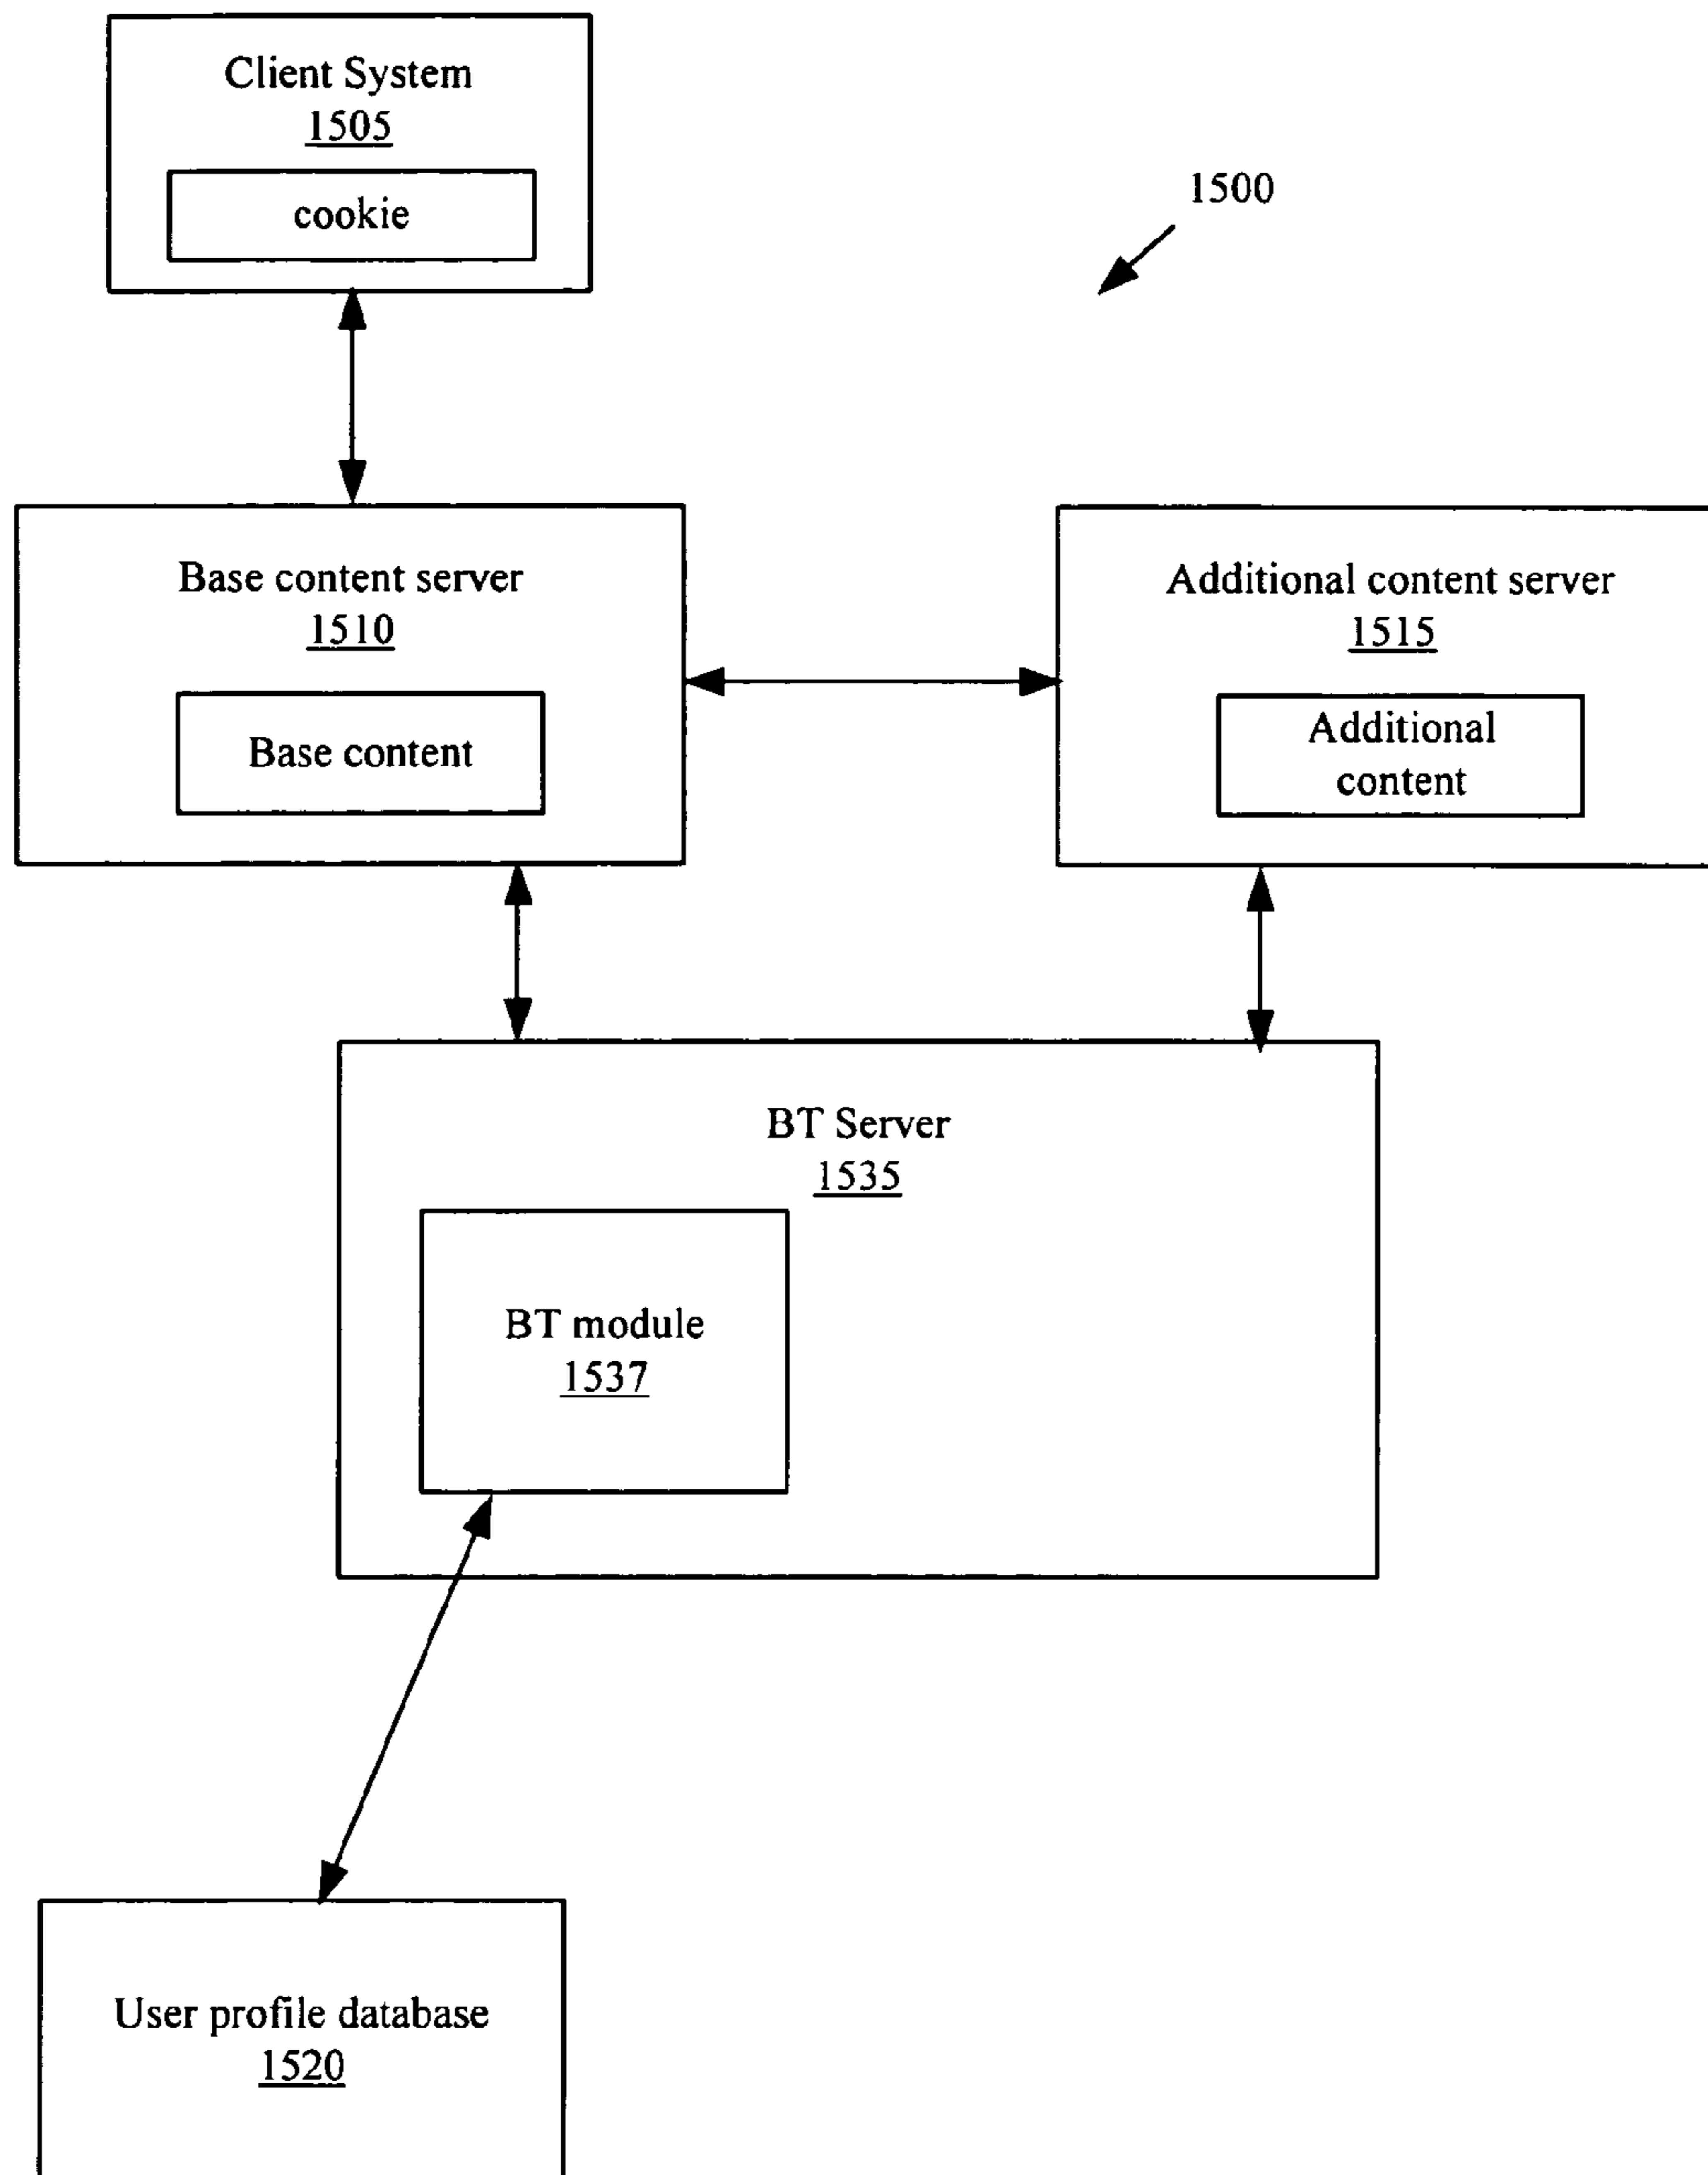 Client System
1505
cookie
1500
Base content server
1510
Base content
Additional content server
1515
Additional
content
BT Server
1535
BT module
1537
User profile database
1520